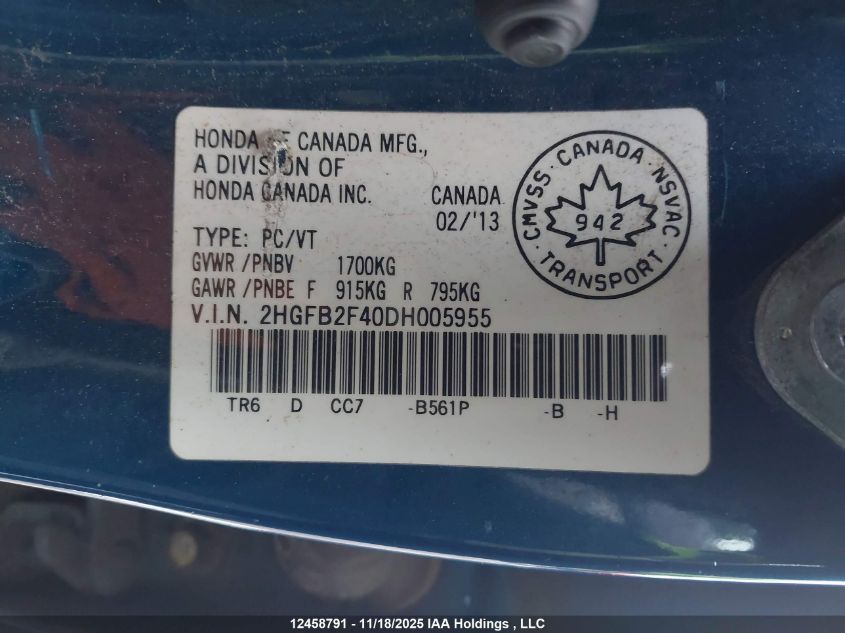 HONDA OF CANADA MFG.,
A DIVISION OF
HONDA CANADA INC.
CANADA
02/'13
CMVSS · CANADA · NSVAC · TRANSPORT ·
942
TYPE: PC/VT
GVWR /PNBV 1700KG
GAWR /PNBE F 915KG R 795KG
V.I.N. 2HGFB2F40DH005955
TR6 D CC7 -B561P -B -H
12458791 - 11/18/2025 IAA Holdings , LLC